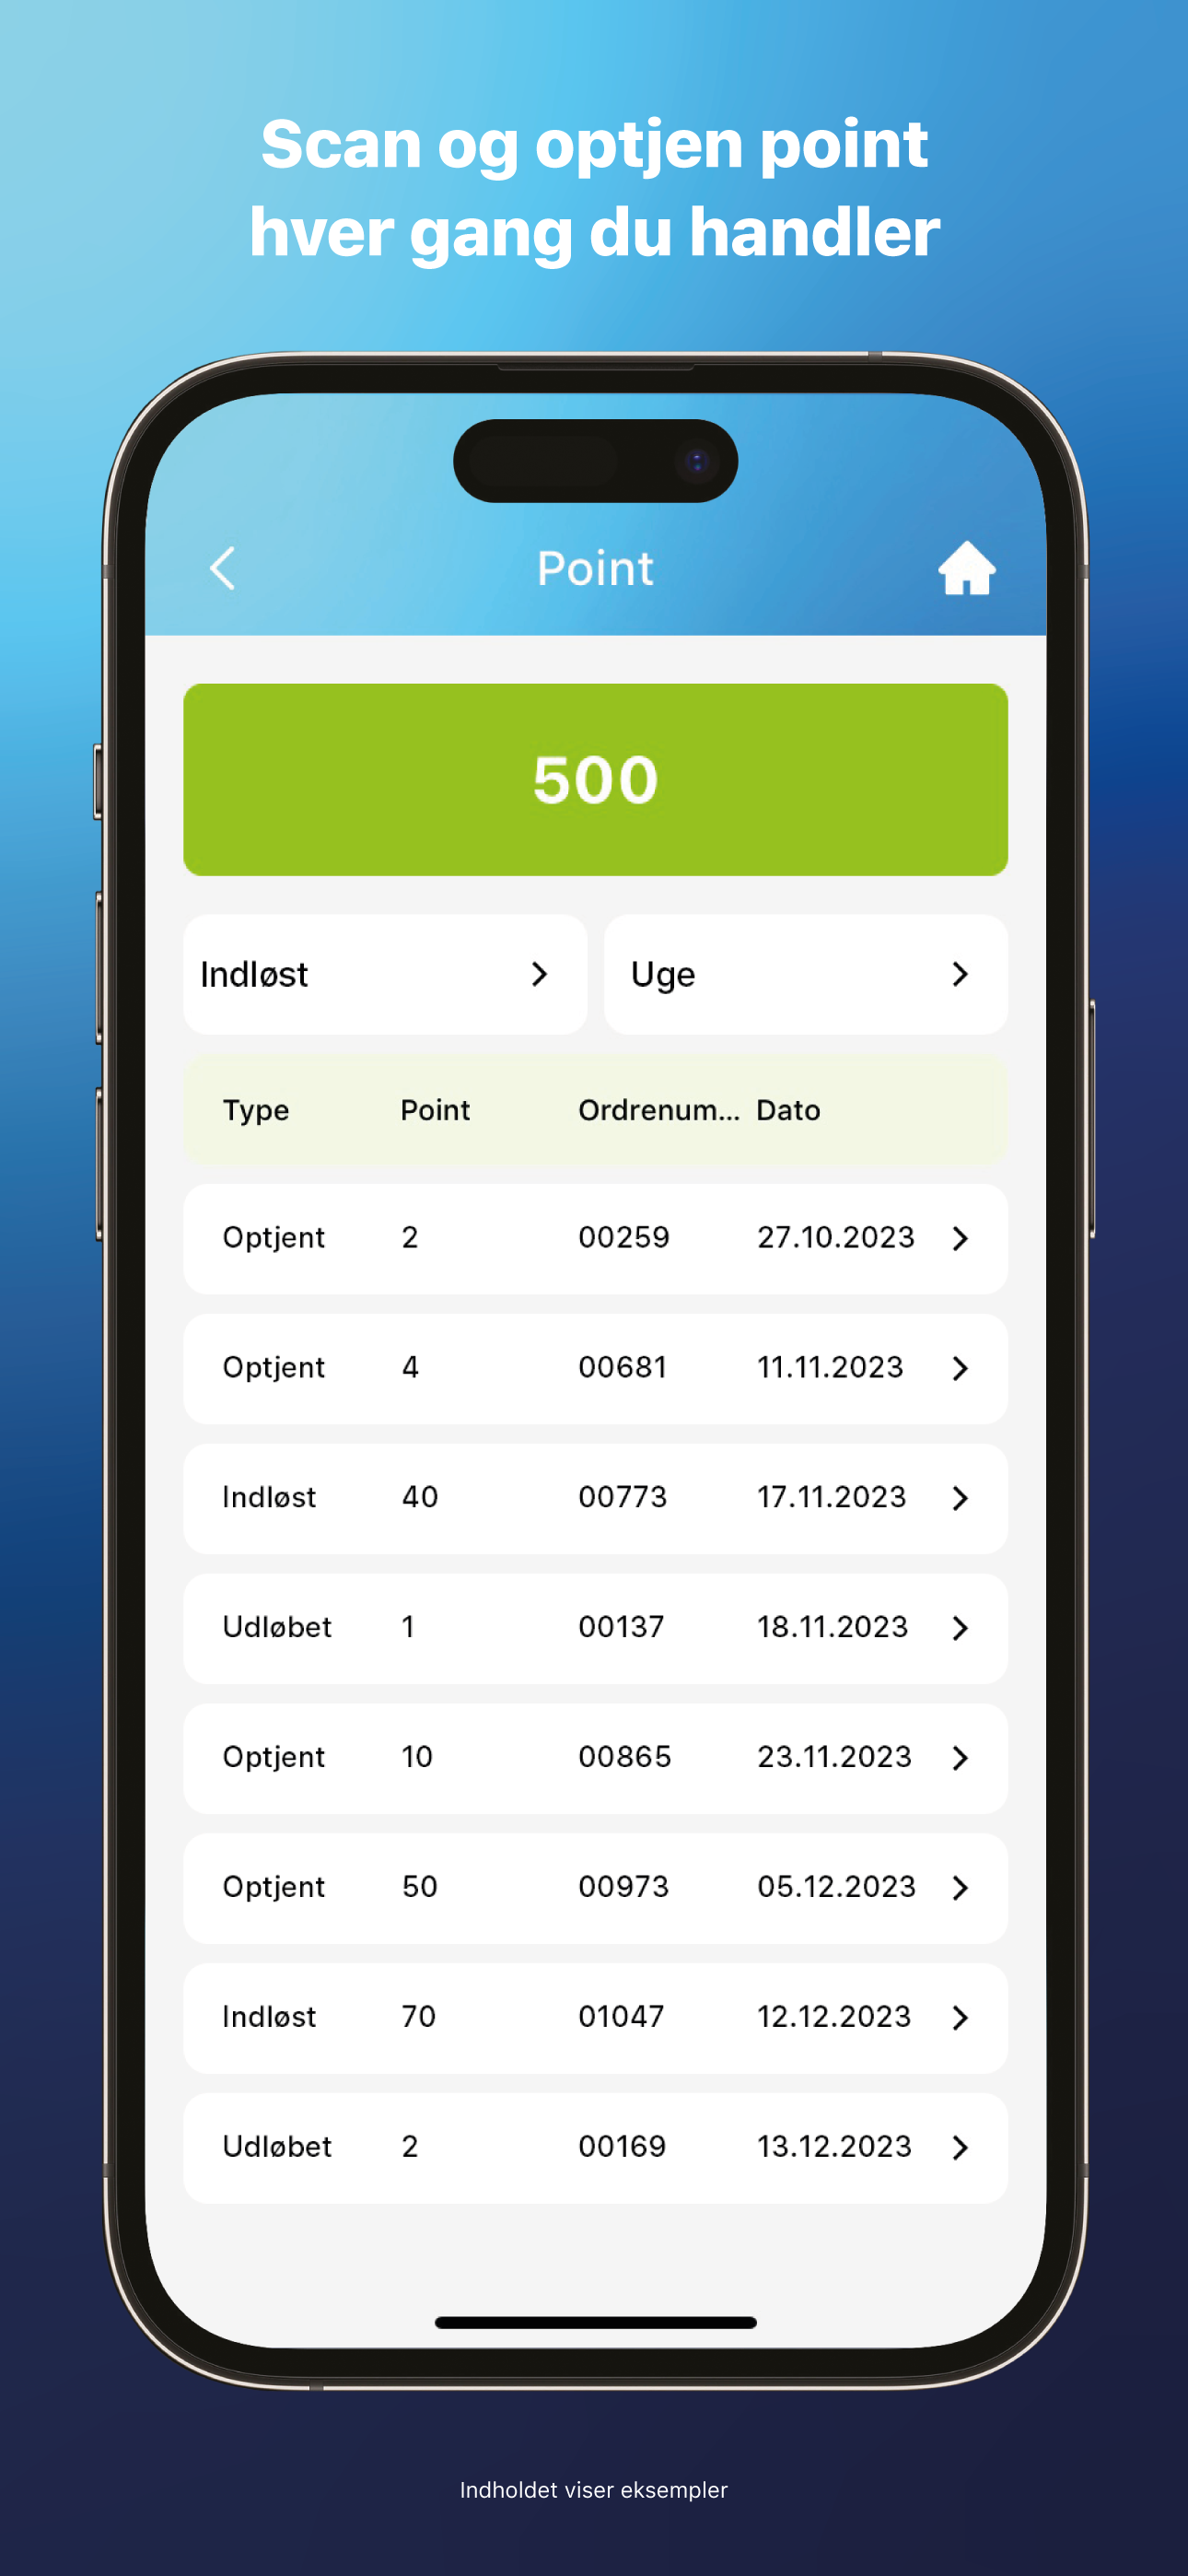 Scan og optjen point
hver gang du handler
Point
500
Indløst Uge
Type Point Ordrenum... Dato
Optjent 2 00259 27.10.2023
Optjent 4 00681 11.11.2023
Indløst 40 00773 17.11.2023
Udløbet 1 00137 18.11.2023
Optjent 10 00865 23.11.2023
Optjent 50 00973 05.12.2023
Indløst 70 01047 12.12.2023
Udløbet 2 00169 13.12.2023
Indholdet viser eksempler